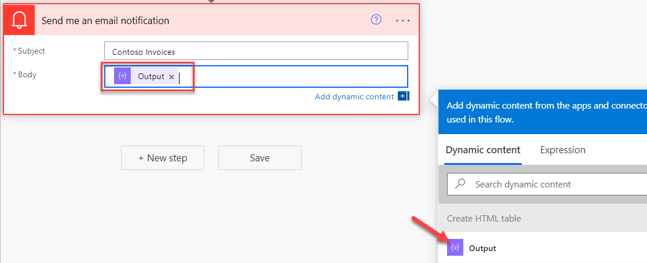 Send me an email notification
* Subject
Contoso Invoices
* Body
{v} Output ×
Add dynamic content
+ New step
Save
Add dynamic content from the apps and connecto
used in this flow.
Dynamic content
Expression
Search dynamic content
Create HTML table
{v} Output